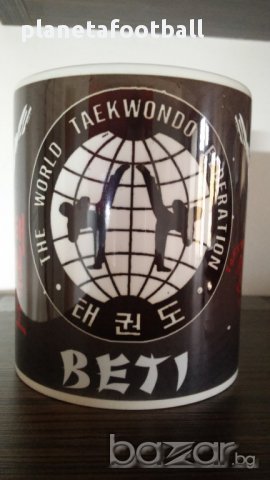 planetafootball
· THE WORLD TAEKWONDO FEDERATION ·
태권도
BETI
bazar.bg